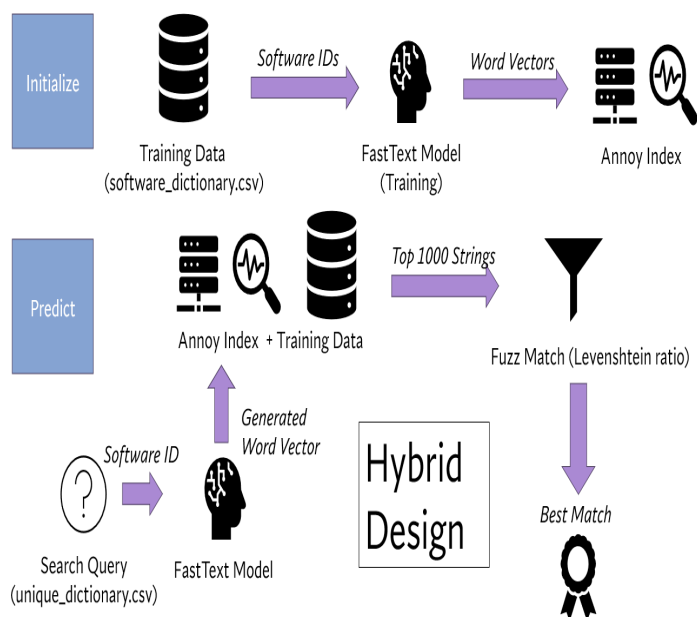 Initialize
Software IDs
Word Vectors
Training Data
(software_dictionary.csv)
FastText Model
(Training)
Annoy Index
Predict
Top 1000 Strings
Annoy Index + Training Data
Fuzz Match (Levenshtein ratio)
Generated
Word Vector
Software ID
?
Search Query
(unique_dictionary.csv)
FastText Model
Hybrid
Design
Best Match